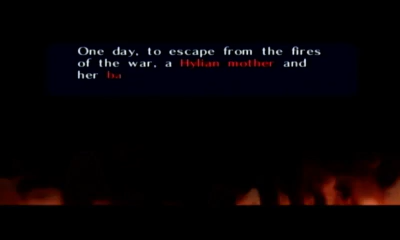 One day, to escape from the fires
of the war, a Hylian mother and
her ba